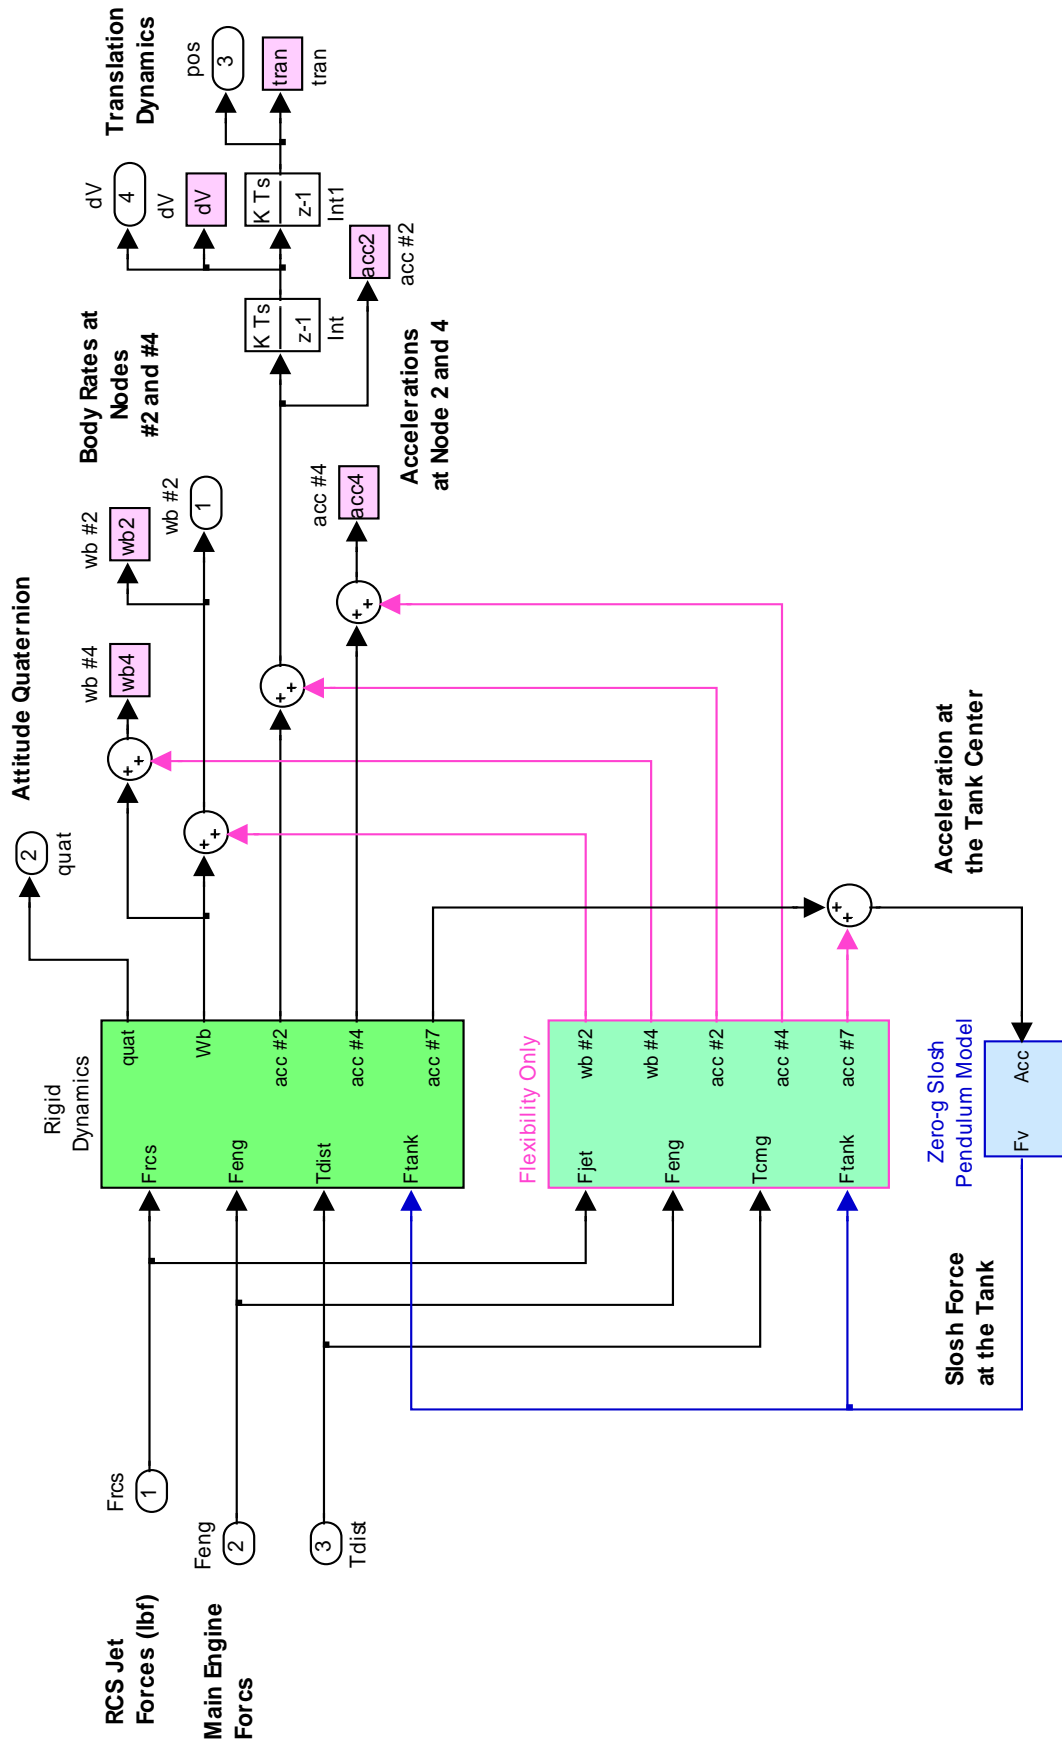 RCS Jet
Forces (lbf)
Main Engine
Forcs
Frcs
1
Feng
2
3
Tdist
Rigid
Dynamics
Frcs
Feng
Tdist
Ftank
quat
Wb
acc #2
acc #4
acc #7
Flexibility Only
Fjet
Feng
Tcmg
Ftank
wb #2
wb #4
acc #2
acc #4
acc #7
Zero-g Slosh
Pendulum Model
Fv
Acc
Slosh Force
at the Tank
Acceleration at
the Tank Center
Attitude Quaternion
2
quat
wb #4
wb4
+
+
wb #2
wb2
wb #2
1
+
+
Body Rates at
Nodes
#2 and #4
+
+
acc #4
acc4
+
+
Accelerations
at Node 2 and 4
+
+
K Ts
z-1
Int
acc2
acc #2
dV
4
dV
dV
K Ts
z-1
Int1
Translation
Dynamics
pos
3
tran
tran